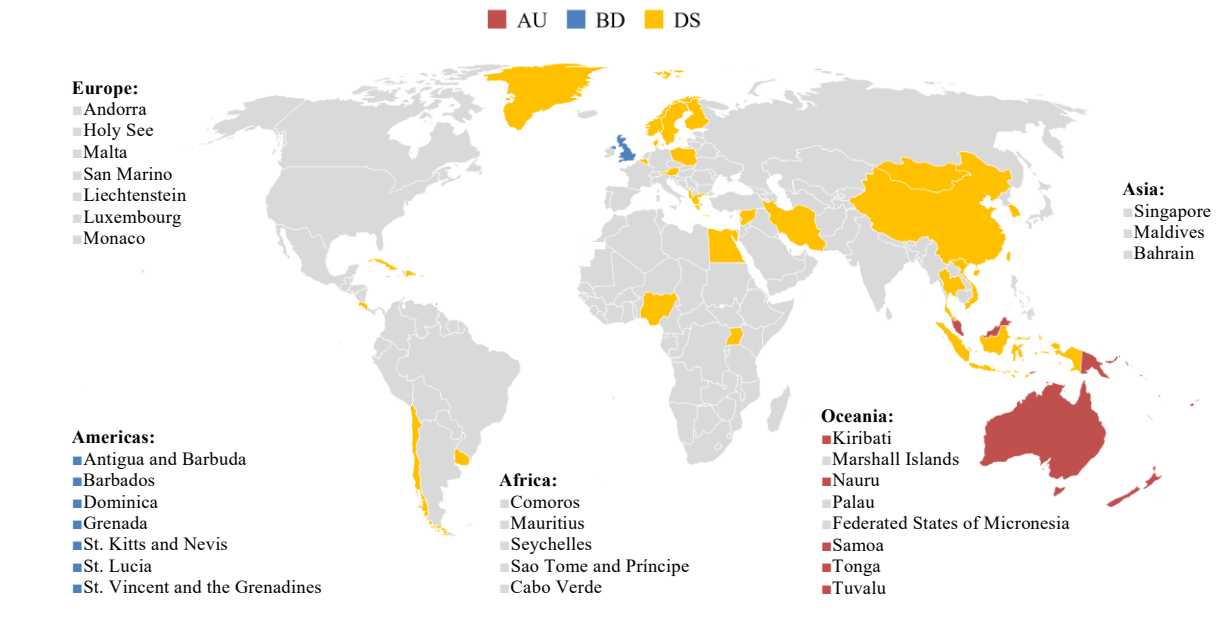 AU BD DS
Europe:
Andorra
Holy See
Malta
San Marino
Liechtenstein
Luxembourg
Monaco
Asia:
Singapore
Maldives
Bahrain
Americas:
Antigua and Barbuda
Barbados
Dominica
Grenada
St. Kitts and Nevis
St. Lucia
St. Vincent and the Grenadines
Africa:
Comoros
Mauritius
Seychelles
Sao Tome and Príncipe
Cabo Verde
Oceania:
Kiribati
Marshall Islands
Nauru
Palau
Federated States of Micronesia
Samoa
Tonga
Tuvalu